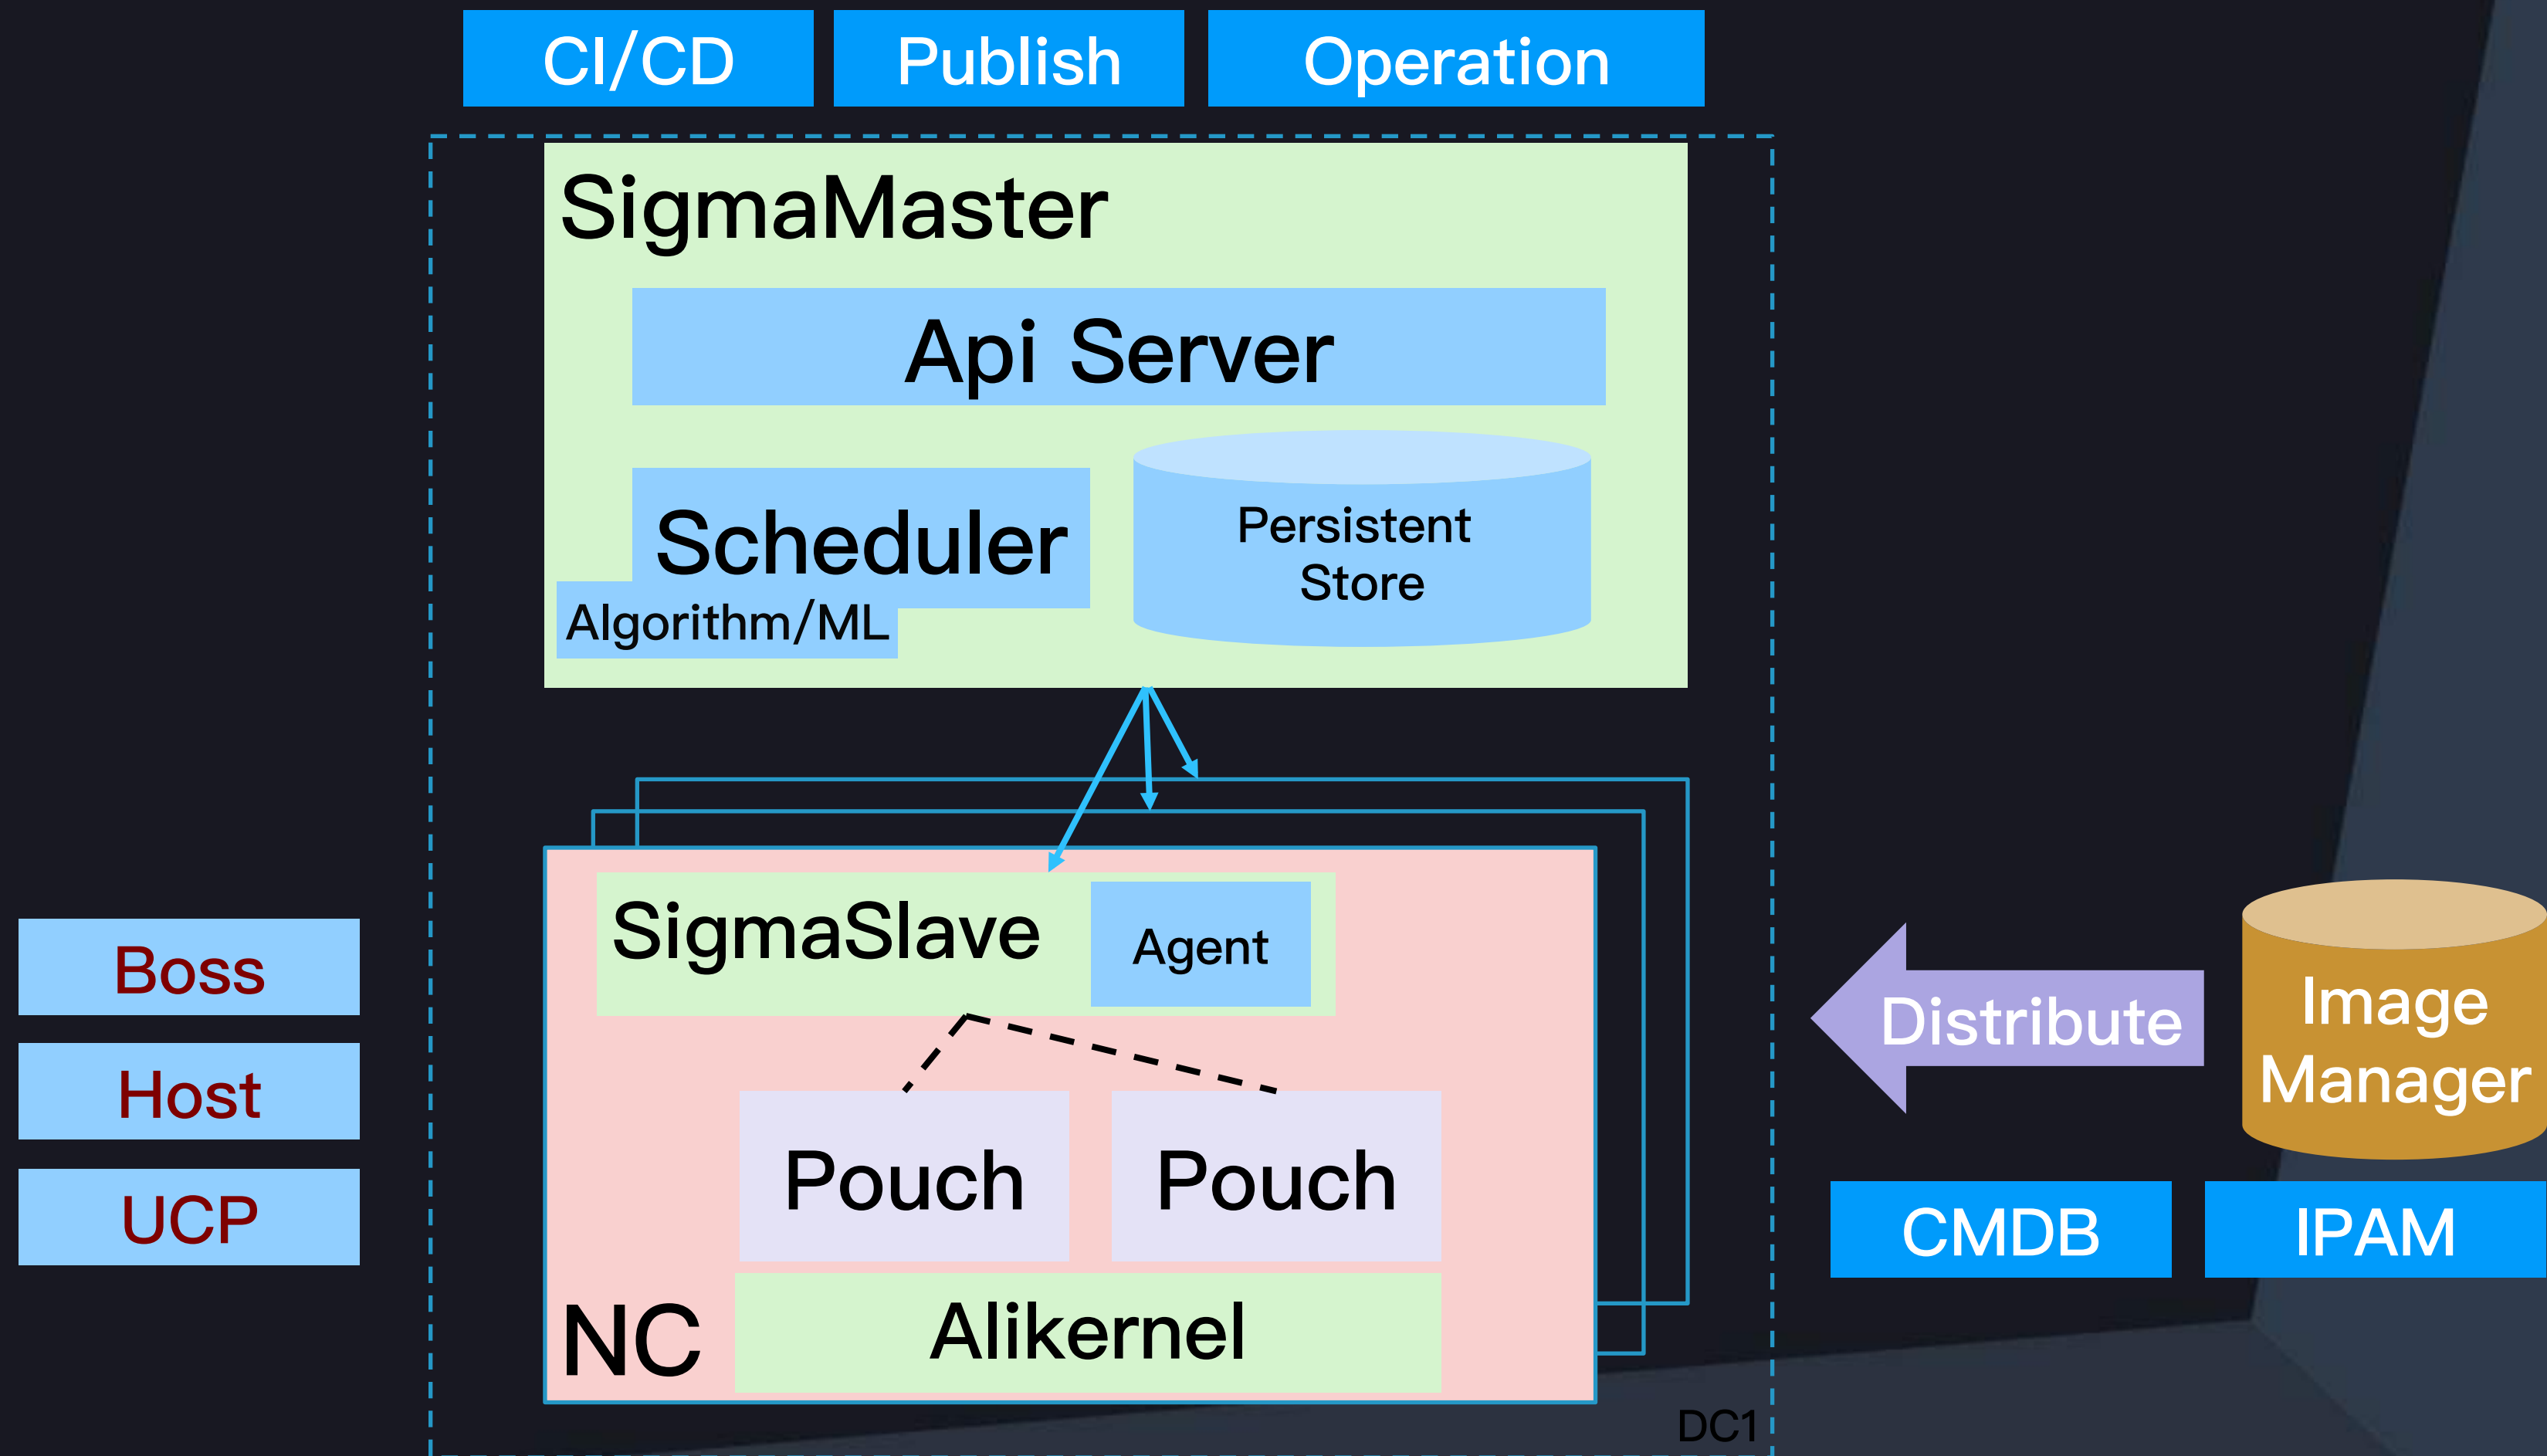 CI/CD
Publish
Operation
SigmaMaster
Api Server
Scheduler
Algorithm/ML
Persistent
Store
SigmaSlave
Agent
Pouch
Pouch
NC
Alikernel
DC1
Boss
Host
UCP
Distribute
Image
Manager
CMDB
IPAM